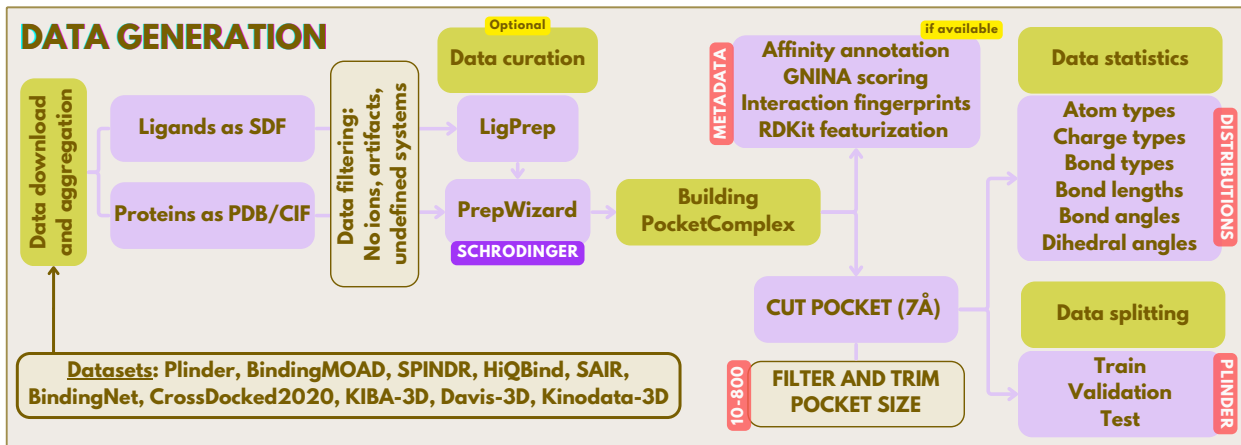 DATA GENERATION
Data download
and aggregation
Ligands as SDF
Proteins as PDB/CIF
Data filtering:
No ions, artifacts,
undefined systems
Optional
Data curation
LigPrep
PrepWizard
SCHRODINGER
Building
PocketComplex
if available
METADATA
Affinity annotation
GNINA scoring
Interaction fingerprints
RDKit featurization
CUT POCKET (7Å)
10-800
FILTER AND TRIM
POCKET SIZE
Data statistics
Atom types
Charge types
Bond types
Bond lengths
Bond angles
Dihedral angles
DISTRIBUTIONS
Data splitting
Train
Validation
Test
PLINDER
Datasets: Plinder, BindingMOAD, SPINDR, HiQBind, SAIR,
BindingNet, CrossDocked2020, KIBA-3D, Davis-3D, Kinodata-3D